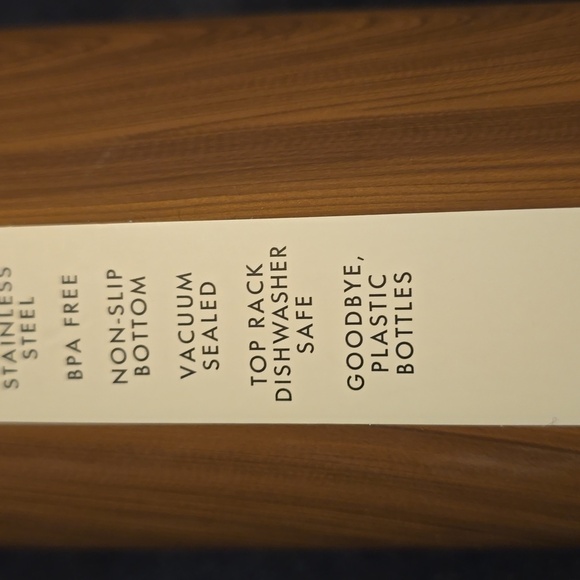 STAINLESS
STEEL
BPA FREE
NON-SLIP
BOTTOM
VACUUM
SEALED
TOP RACK
DISHWASHER
SAFE
GOODBYE,
PLASTIC
BOTTLES